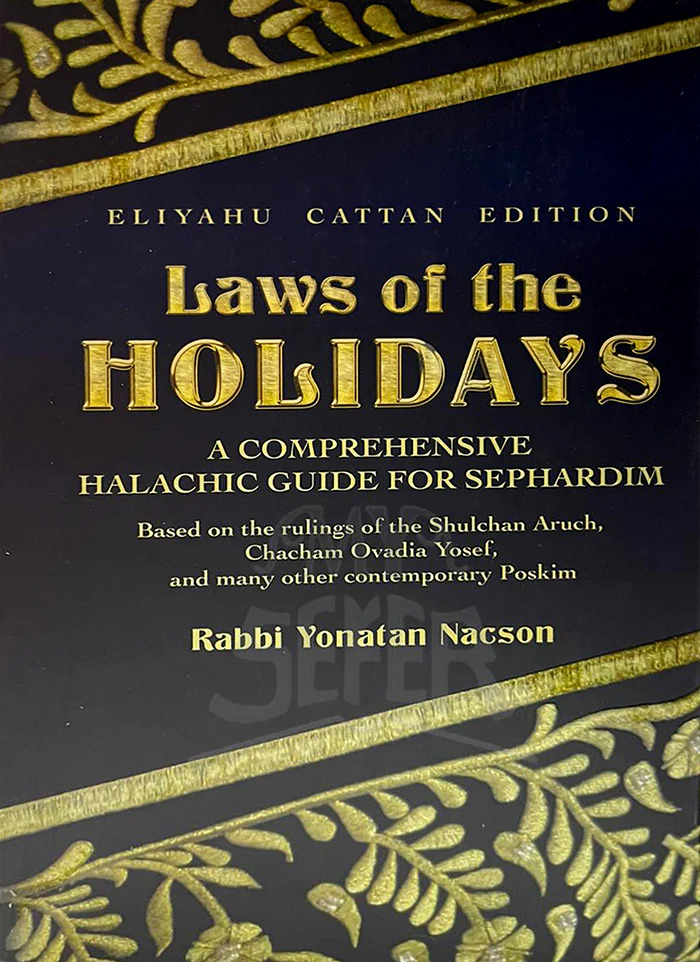 ELIYAHU CATTAN EDITION
Laws of the
HOLIDAYS
A COMPREHENSIVE
HALACHIC GUIDE FOR SEPHARDIM
Based on the rulings of the Shulchan Aruch,
Chacham Ovadia Yosef,
and many other contemporary Poskim
Rabbi Yonatan Nacson
SEFER